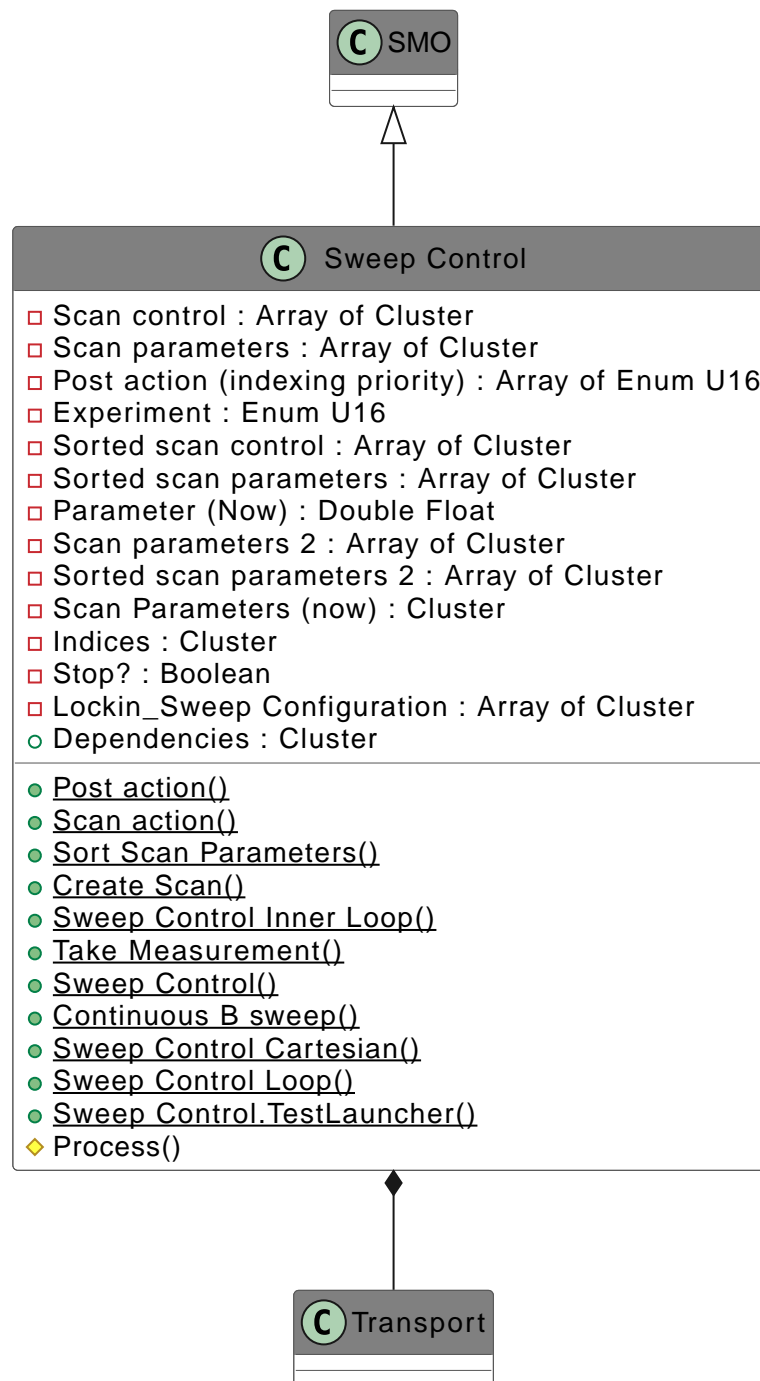 C SMO
C Sweep Control
Scan control : Array of Cluster
Scan parameters : Array of Cluster
Post action (indexing priority) : Array of Enum U16
Experiment : Enum U16
Sorted scan control : Array of Cluster
Sorted scan parameters : Array of Cluster
Parameter (Now) : Double Float
Scan parameters 2 : Array of Cluster
Sorted scan parameters 2 : Array of Cluster
Scan Parameters (now) : Cluster
Indices : Cluster
Stop? : Boolean
Lockin_Sweep Configuration : Array of Cluster
Dependencies : Cluster
Post action()
Scan action()
Sort Scan Parameters()
Create Scan()
Sweep Control Inner Loop()
Take Measurement()
Sweep Control()
Continuous B sweep()
Sweep Control Cartesian()
Sweep Control Loop()
Sweep Control.TestLauncher()
Process()
C Transport